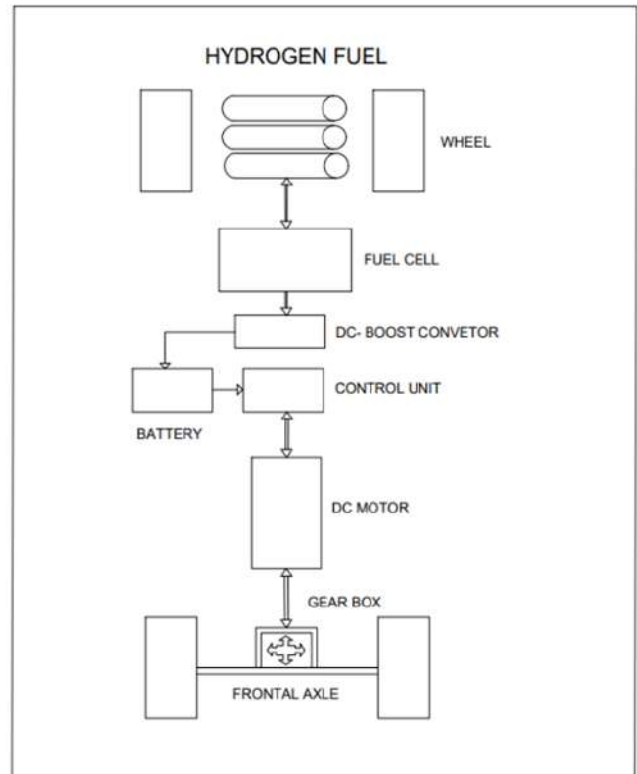 HYDROGEN FUEL
WHEEL
FUEL CELL
DC- BOOST CONVETOR
CONTROL UNIT
BATTERY
DC MOTOR
GEAR BOX
FRONTAL AXLE